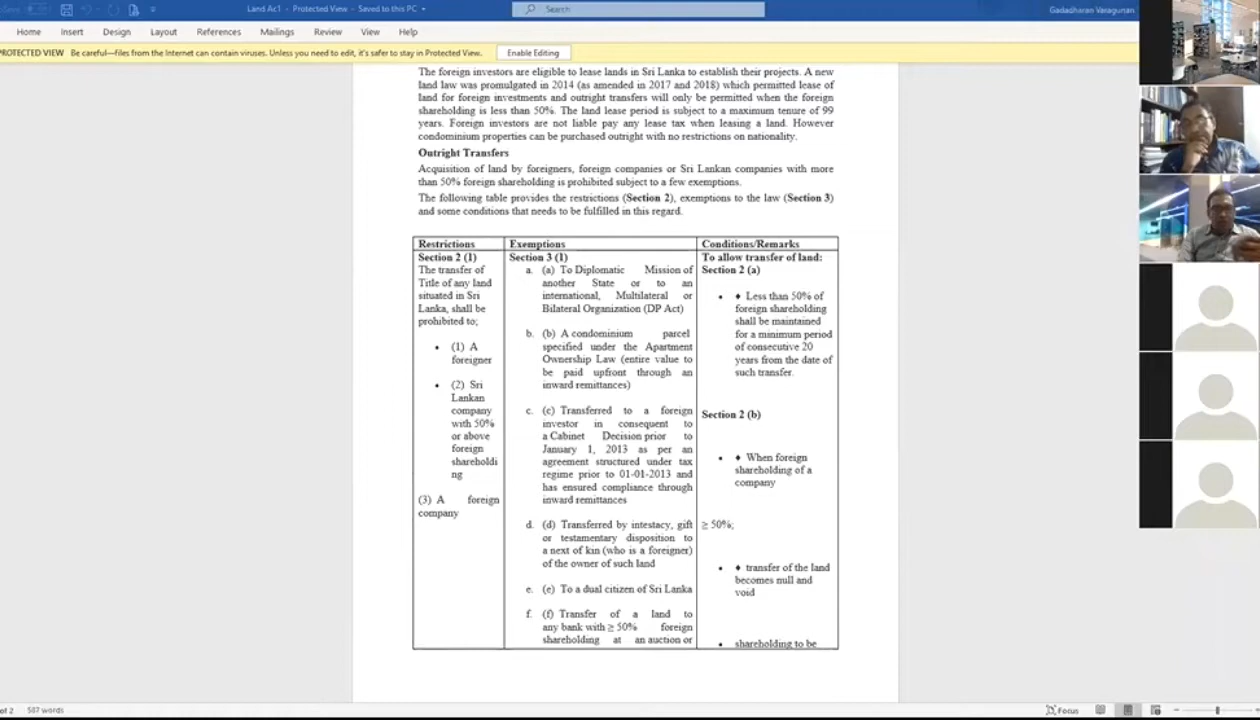 Land Ac1 - Protected View - Saved to this PC
Search
Gadadharan Varagunan
Home Insert Design Layout References Mailings Review View Help
PROTECTED VIEW Be careful—files from the Internet can contain viruses. Unless you need to edit, it's safer to stay in Protected View. Enable Editing
The foreign investors are eligible to lease lands in Sri Lanka to establish their projects. A new
land law was promulgated in 2014 (as amended in 2017 and 2018) which permitted lease of
land for foreign investments and outright transfers will only be permitted when the foreign
shareholding is less than 50%. The land lease period is subject to a maximum tenure of 99
years. Foreign investors are not liable pay any lease tax when leasing a land. However
condominium properties can be purchased outright with no restrictions on nationality.
Outright Transfers
Acquisition of land by foreigners, foreign companies or Sri Lankan companies with more
than 50% foreign shareholding is prohibited subject to a few exemptions.
The following table provides the restrictions (Section 2), exemptions to the law (Section 3)
and some conditions that needs to be fulfilled in this regard.
Restrictions
Section 2 (1)
The transfer of
Title of any land
situated in Sri
Lanka, shall be
prohibited to;
• (1) A
foreigner
• (2) Sri
Lankan
company
with 50%
or above
foreign
shareholdi
ng
(3) A foreign
company
Exemptions
Section 3 (1)
a. (a) To Diplomatic Mission of
another State or to an
international, Multilateral or
Bilateral Organization (DP Act)
b. (b) A condominium parcel
specified under the Apartment
Ownership Law (entire value to
be paid upfront through an
inward remittances)
c. (c) Transferred to a foreign
investor in consequent to
a Cabinet Decision prior to
January 1, 2013 as per an
agreement structured under tax
regime prior to 01-01-2013 and
has ensured compliance through
inward remittances
d. (d) Transferred by intestacy, gift
or testamentary disposition to
a next of kin (who is a foreigner)
of the owner of such land
e. (e) To a dual citizen of Sri Lanka
f. (f) Transfer of a land to
any bank with ≥ 50% foreign
shareholding at an auction or
Conditions/Remarks
To allow transfer of land:
Section 2 (a)
• ♦ Less than 50% of
foreign shareholding
shall be maintained
for a minimum period
of consecutive 20
years from the date of
such transfer.
Section 2 (b)
• ♦ When foreign
shareholding of a
company
≥ 50%;
• ♦ transfer of the land
becomes null and
void
• shareholding to be
of 2 587 words
Focus